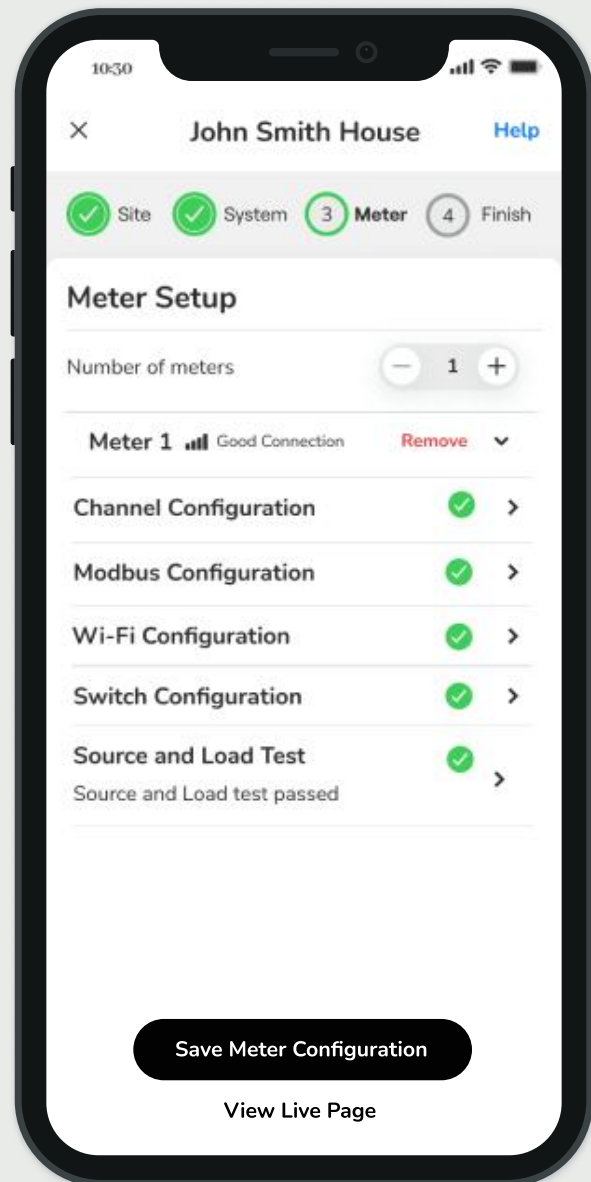 10:30
John Smith House Help
Site System 3 Meter 4 Finish
Meter Setup
Number of meters 1
Meter 1 Good Connection Remove
Channel Configuration
Modbus Configuration
Wi-Fi Configuration
Switch Configuration
Source and Load Test
Source and Load test passed
Save Meter Configuration
View Live Page